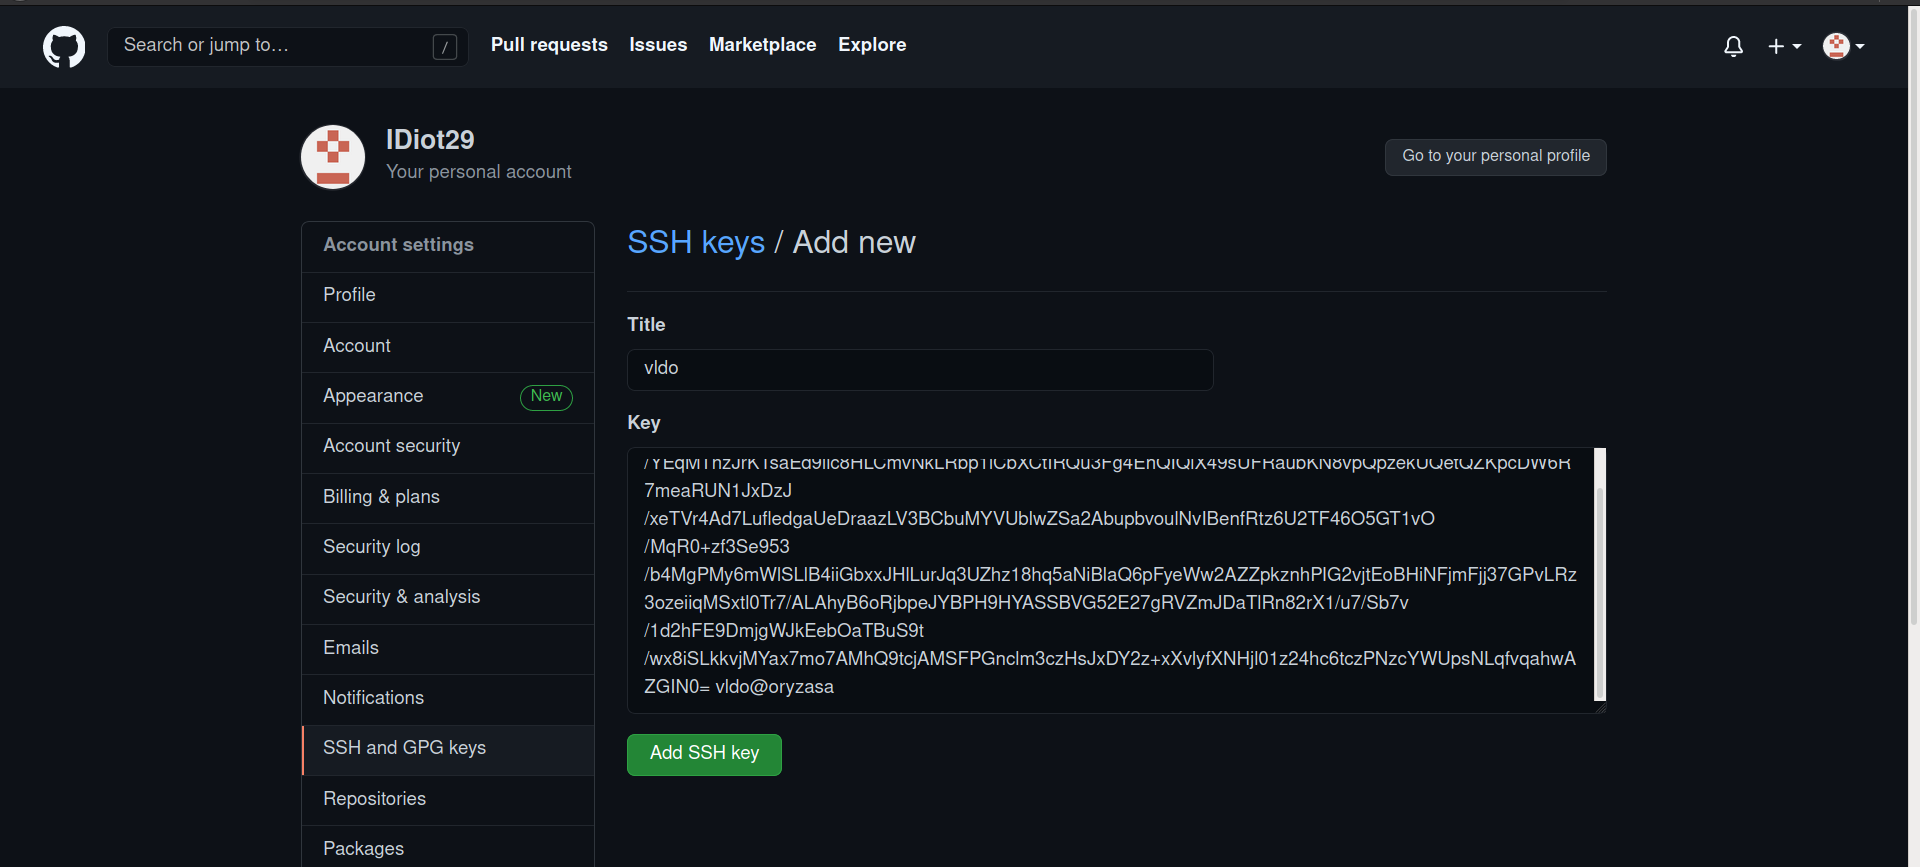 Search or jump to…
/
Pull requests
Issues
Marketplace
Explore
IDiot29
Your personal account
Go to your personal profile
Account settings
Profile
Account
Appearance
New
Account security
Billing & plans
Security log
Security & analysis
Emails
Notifications
SSH and GPG keys
Repositories
Packages
SSH keys / Add new
Title
vldo
Key
7meaRUN1JxDzJ
/xeTVr4Ad7LufledgaUeDraazLV3BCbuMYVUblwZSa2AbupbvoulNvIBenfRtz6U2TF46O5GT1vO
/MqR0+zf3Se953
/b4MgPMy6mWlSLlB4iiGbxxJHlLurJq3UZhz18hq5aNiBlaQ6pFyeWw2AZZpkznhPIG2vjtEoBHiNFjmFjj37GPvLRz
3ozeiiqMSxtl0Tr7/ALAhyB6oRjbpeJYBPH9HYASSBVG52E27gRVZmJDaTlRn82rX1/u7/Sb7v
/1d2hFE9DmjgWJkEebOaTBuS9t
/wx8iSLkkvjMYax7mo7AMhQ9tcjAMSFPGnclm3czHsJxDY2z+xXvlyfXNHjl01z24hc6tczPNzcYWUpsNLqfvqahwA
ZGIN0= vldo@oryzasa
Add SSH key